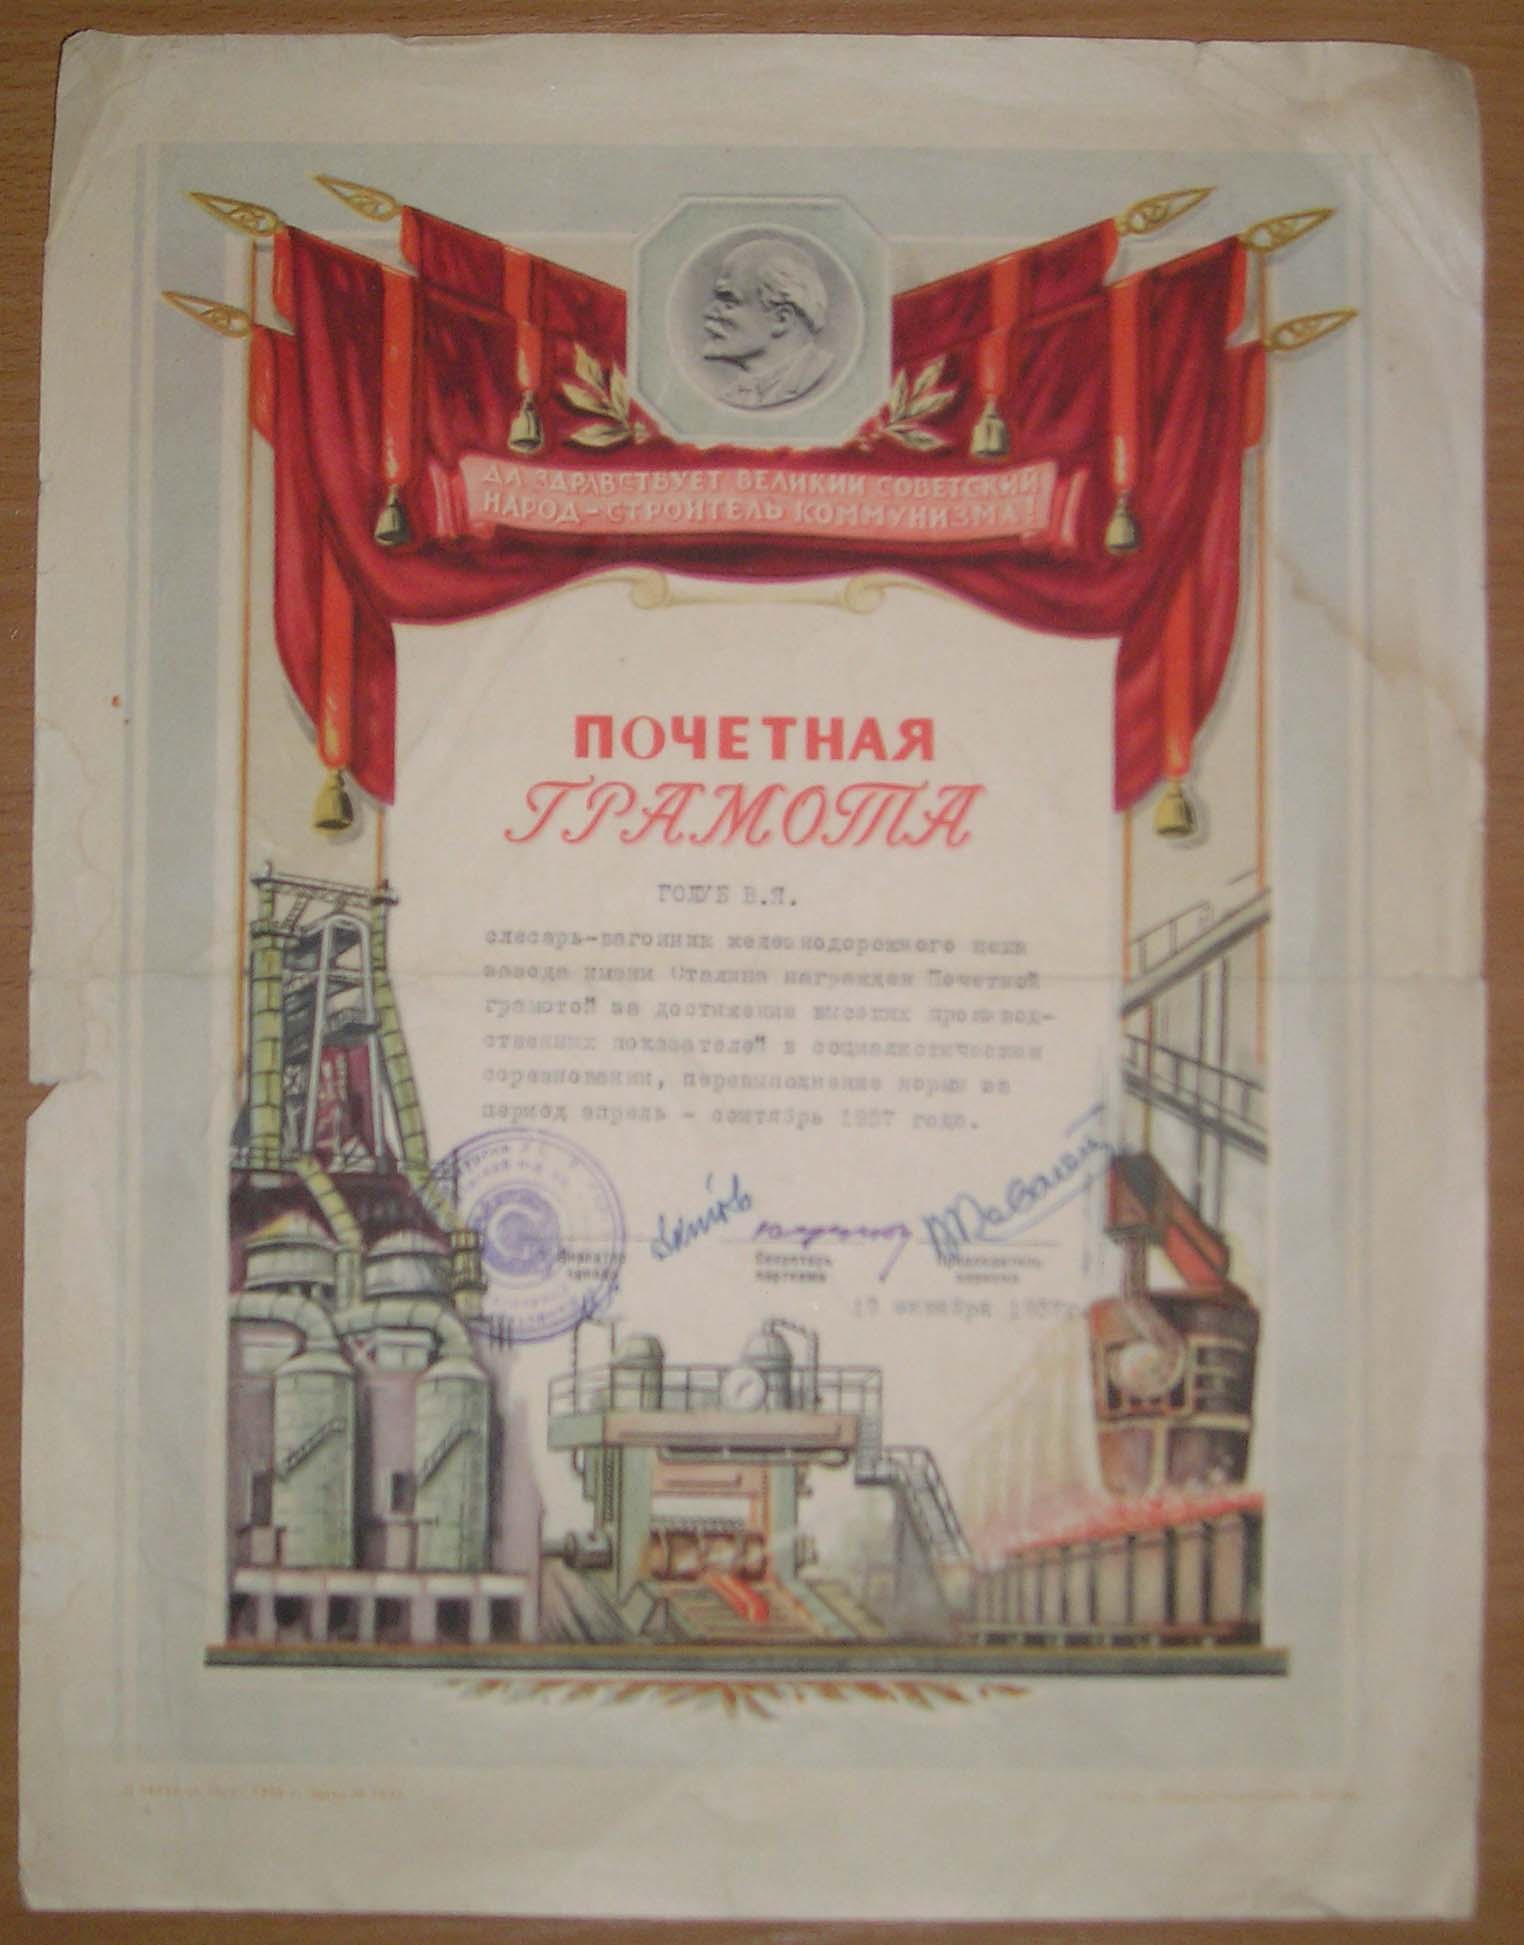 ДА ЗДРАВСТВУЕТ ВЕЛИКИЙ СОВЕТСКИЙ
НАРОД-СТРОИТЕЛЬ КОММУНИЗМА!
ПОЧЕТНАЯ
ГРАМОТА
ГОЛУБ В.Я.
слесарь-вагонник железнодорожного цеха
завода имени Сталина награжден Почетной
грамотой за достижение высоких производ-
ственных показателей в социалистическом
соревновании, перевыполнение норм за
период апрель - сентябрь 1957 года.
Директор
завода
Секретарь
парткома
Председатель
завкома
октября 1957г.